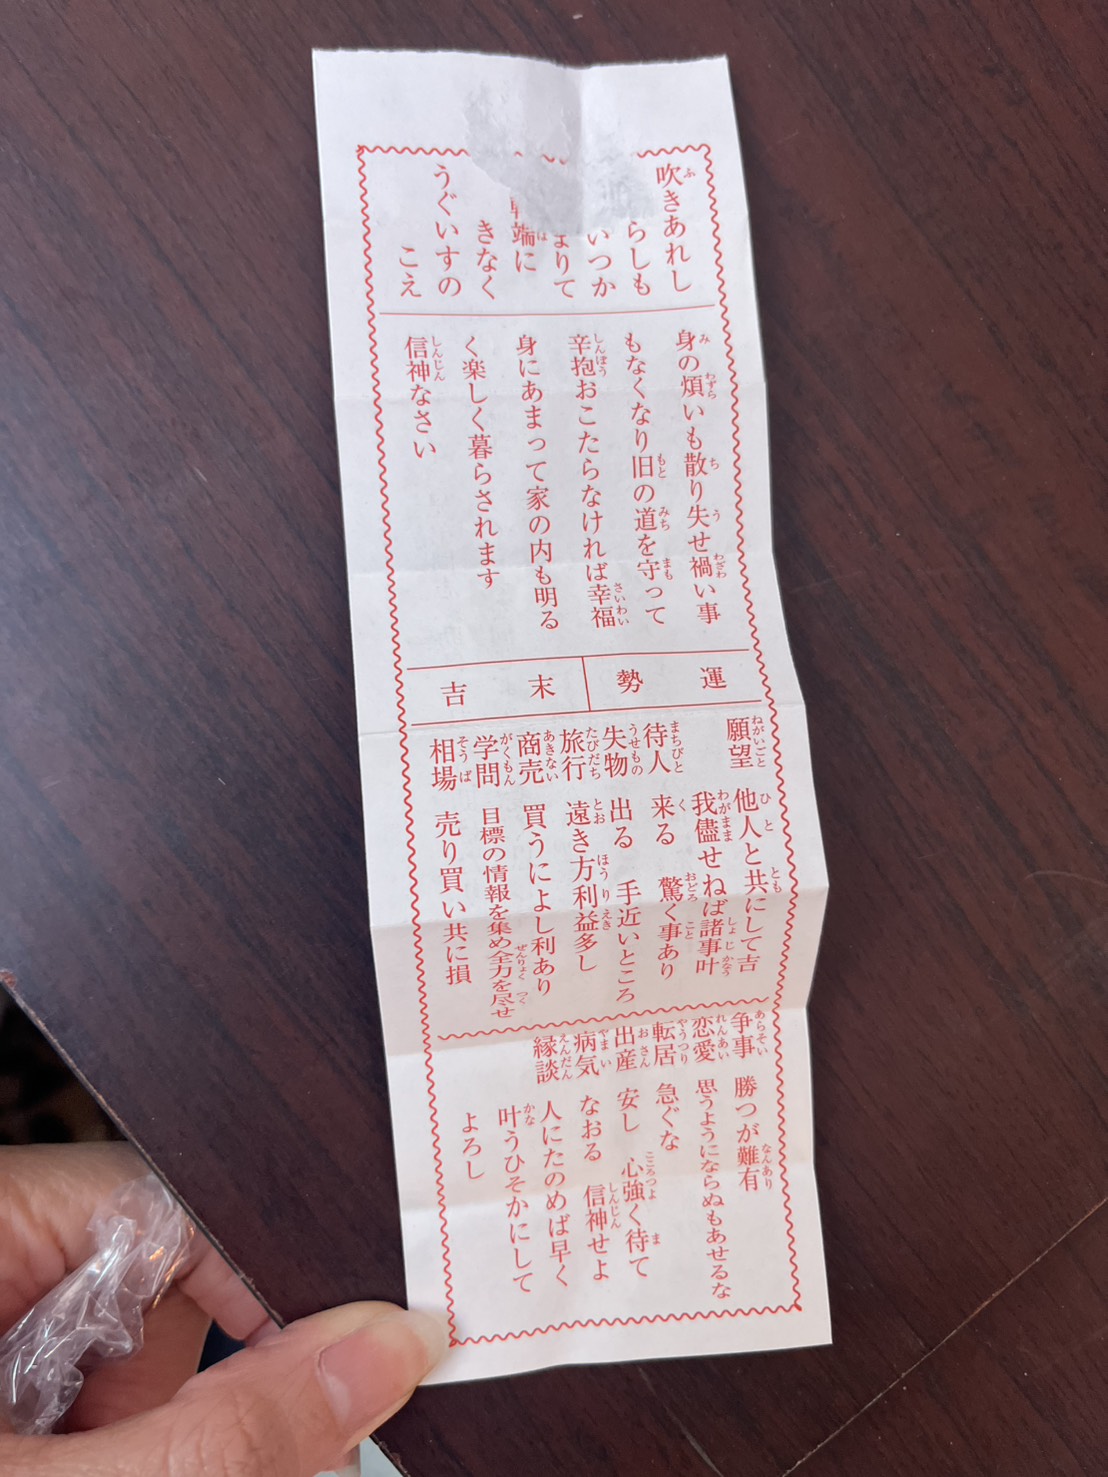 吹きあれし
らしも
いつか
まりて
端に
きなく
うぐいすの
こえ
身の煩いも散り失せ禍い事
もなくなり旧の道を守って
辛抱おこたらなければ幸福
身にあまって家の内も明る
く楽しく暮らされます
信神なさい
運勢
末吉
願望 他人と共にして吉
我儘せねば諸事叶
待人 来る 驚く事あり
失物 出る 手近いところ
旅行 遠き方利益多し
商売 買うによし利あり
学問 目標の情報を集め全力を尽せ
相場 売り買い共に損
争事 勝つが難有
恋愛 思うようにならぬもあせるな
転居 急ぐな
出産 安し 心強く待て
病気 なおる 信神せよ
縁談 人にたのめば早く
叶うひそかにして
よろし